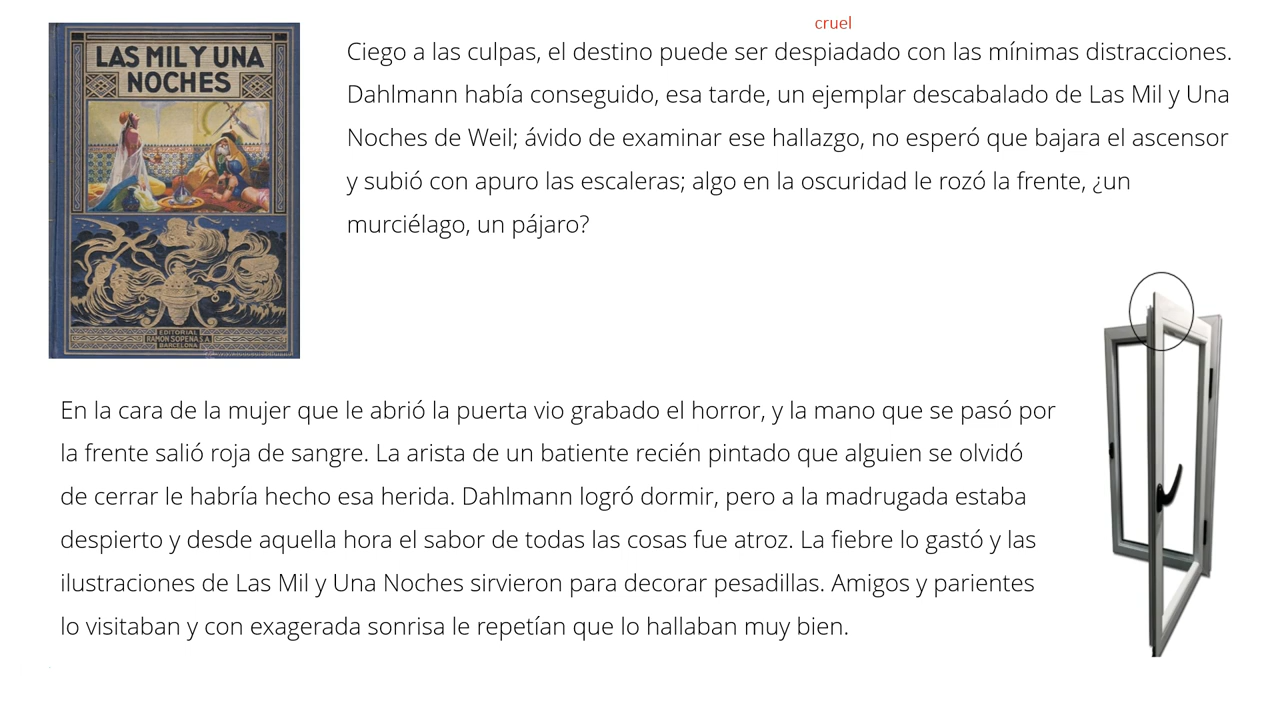 LAS MIL Y UNA
NOCHES
EDITORIAL
RAMON SOPENA S.A
BARCELONA
cruel
Ciego a las culpas, el destino puede ser despiadado con las mínimas distracciones.
Dahlmann había conseguido, esa tarde, un ejemplar descabalado de Las Mil y Una
Noches de Weil; ávido de examinar ese hallazgo, no esperó que bajara el ascensor
y subió con apuro las escaleras; algo en la oscuridad le rozó la frente, ¿un
murciélago, un pájaro?
En la cara de la mujer que le abrió la puerta vio grabado el horror, y la mano que se pasó por
la frente salió roja de sangre. La arista de un batiente recién pintado que alguien se olvidó
de cerrar le habría hecho esa herida. Dahlmann logró dormir, pero a la madrugada estaba
despierto y desde aquella hora el sabor de todas las cosas fue atroz. La fiebre lo gastó y las
ilustraciones de Las Mil y Una Noches sirvieron para decorar pesadillas. Amigos y parientes
lo visitaban y con exagerada sonrisa le repetían que lo hallaban muy bien.